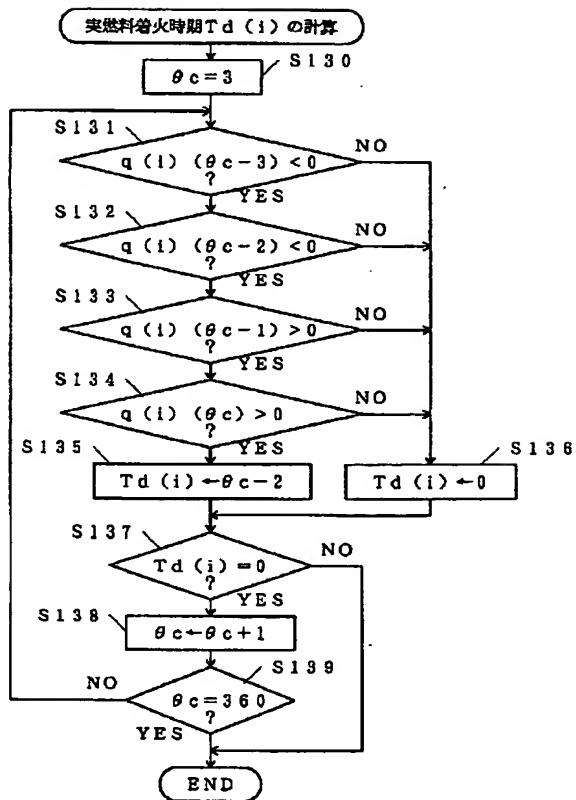 実燃料着火時期Td(i)の計算
S130
θc=3
S131
q(i)(θc-3)<0
?
NO
YES
S132
q(i)(θc-2)<0
?
NO
YES
S133
q(i)(θc-1)>0
?
NO
YES
S134
q(i)(θc)>0
?
NO
YES
S135
Td(i)←θc-2
S136
Td(i)←0
S137
Td(i)=0
?
NO
YES
S138
θc←θc+1
S139
θc=360
?
NO
YES
END